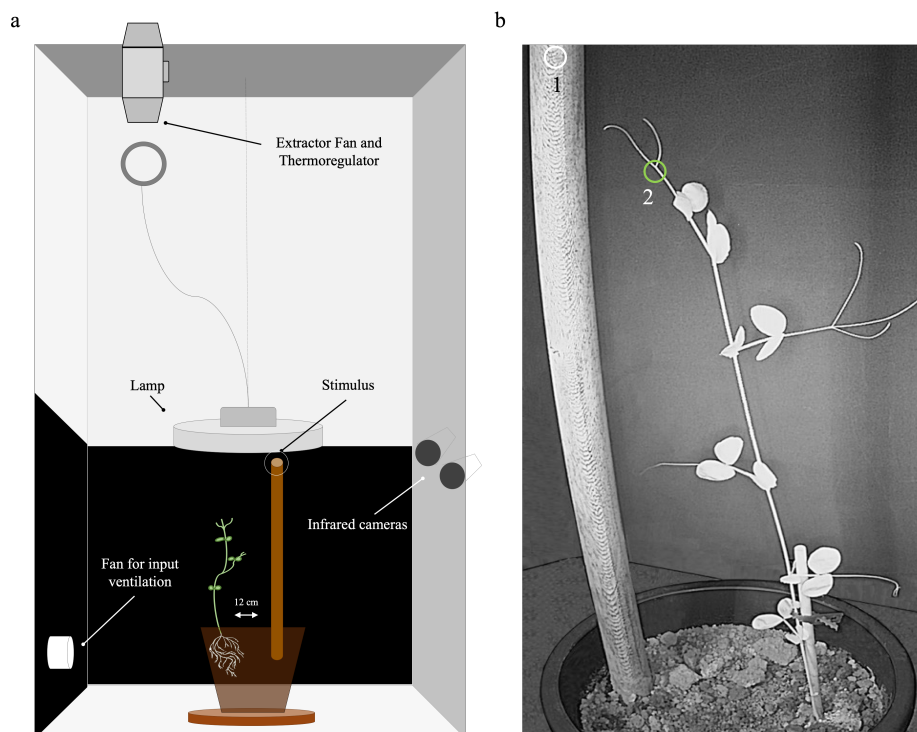 a
b
Extractor Fan and
Thermoregulator
Lamp
Stimulus
Infrared cameras
Fan for input
ventilation
12 cm
1
2